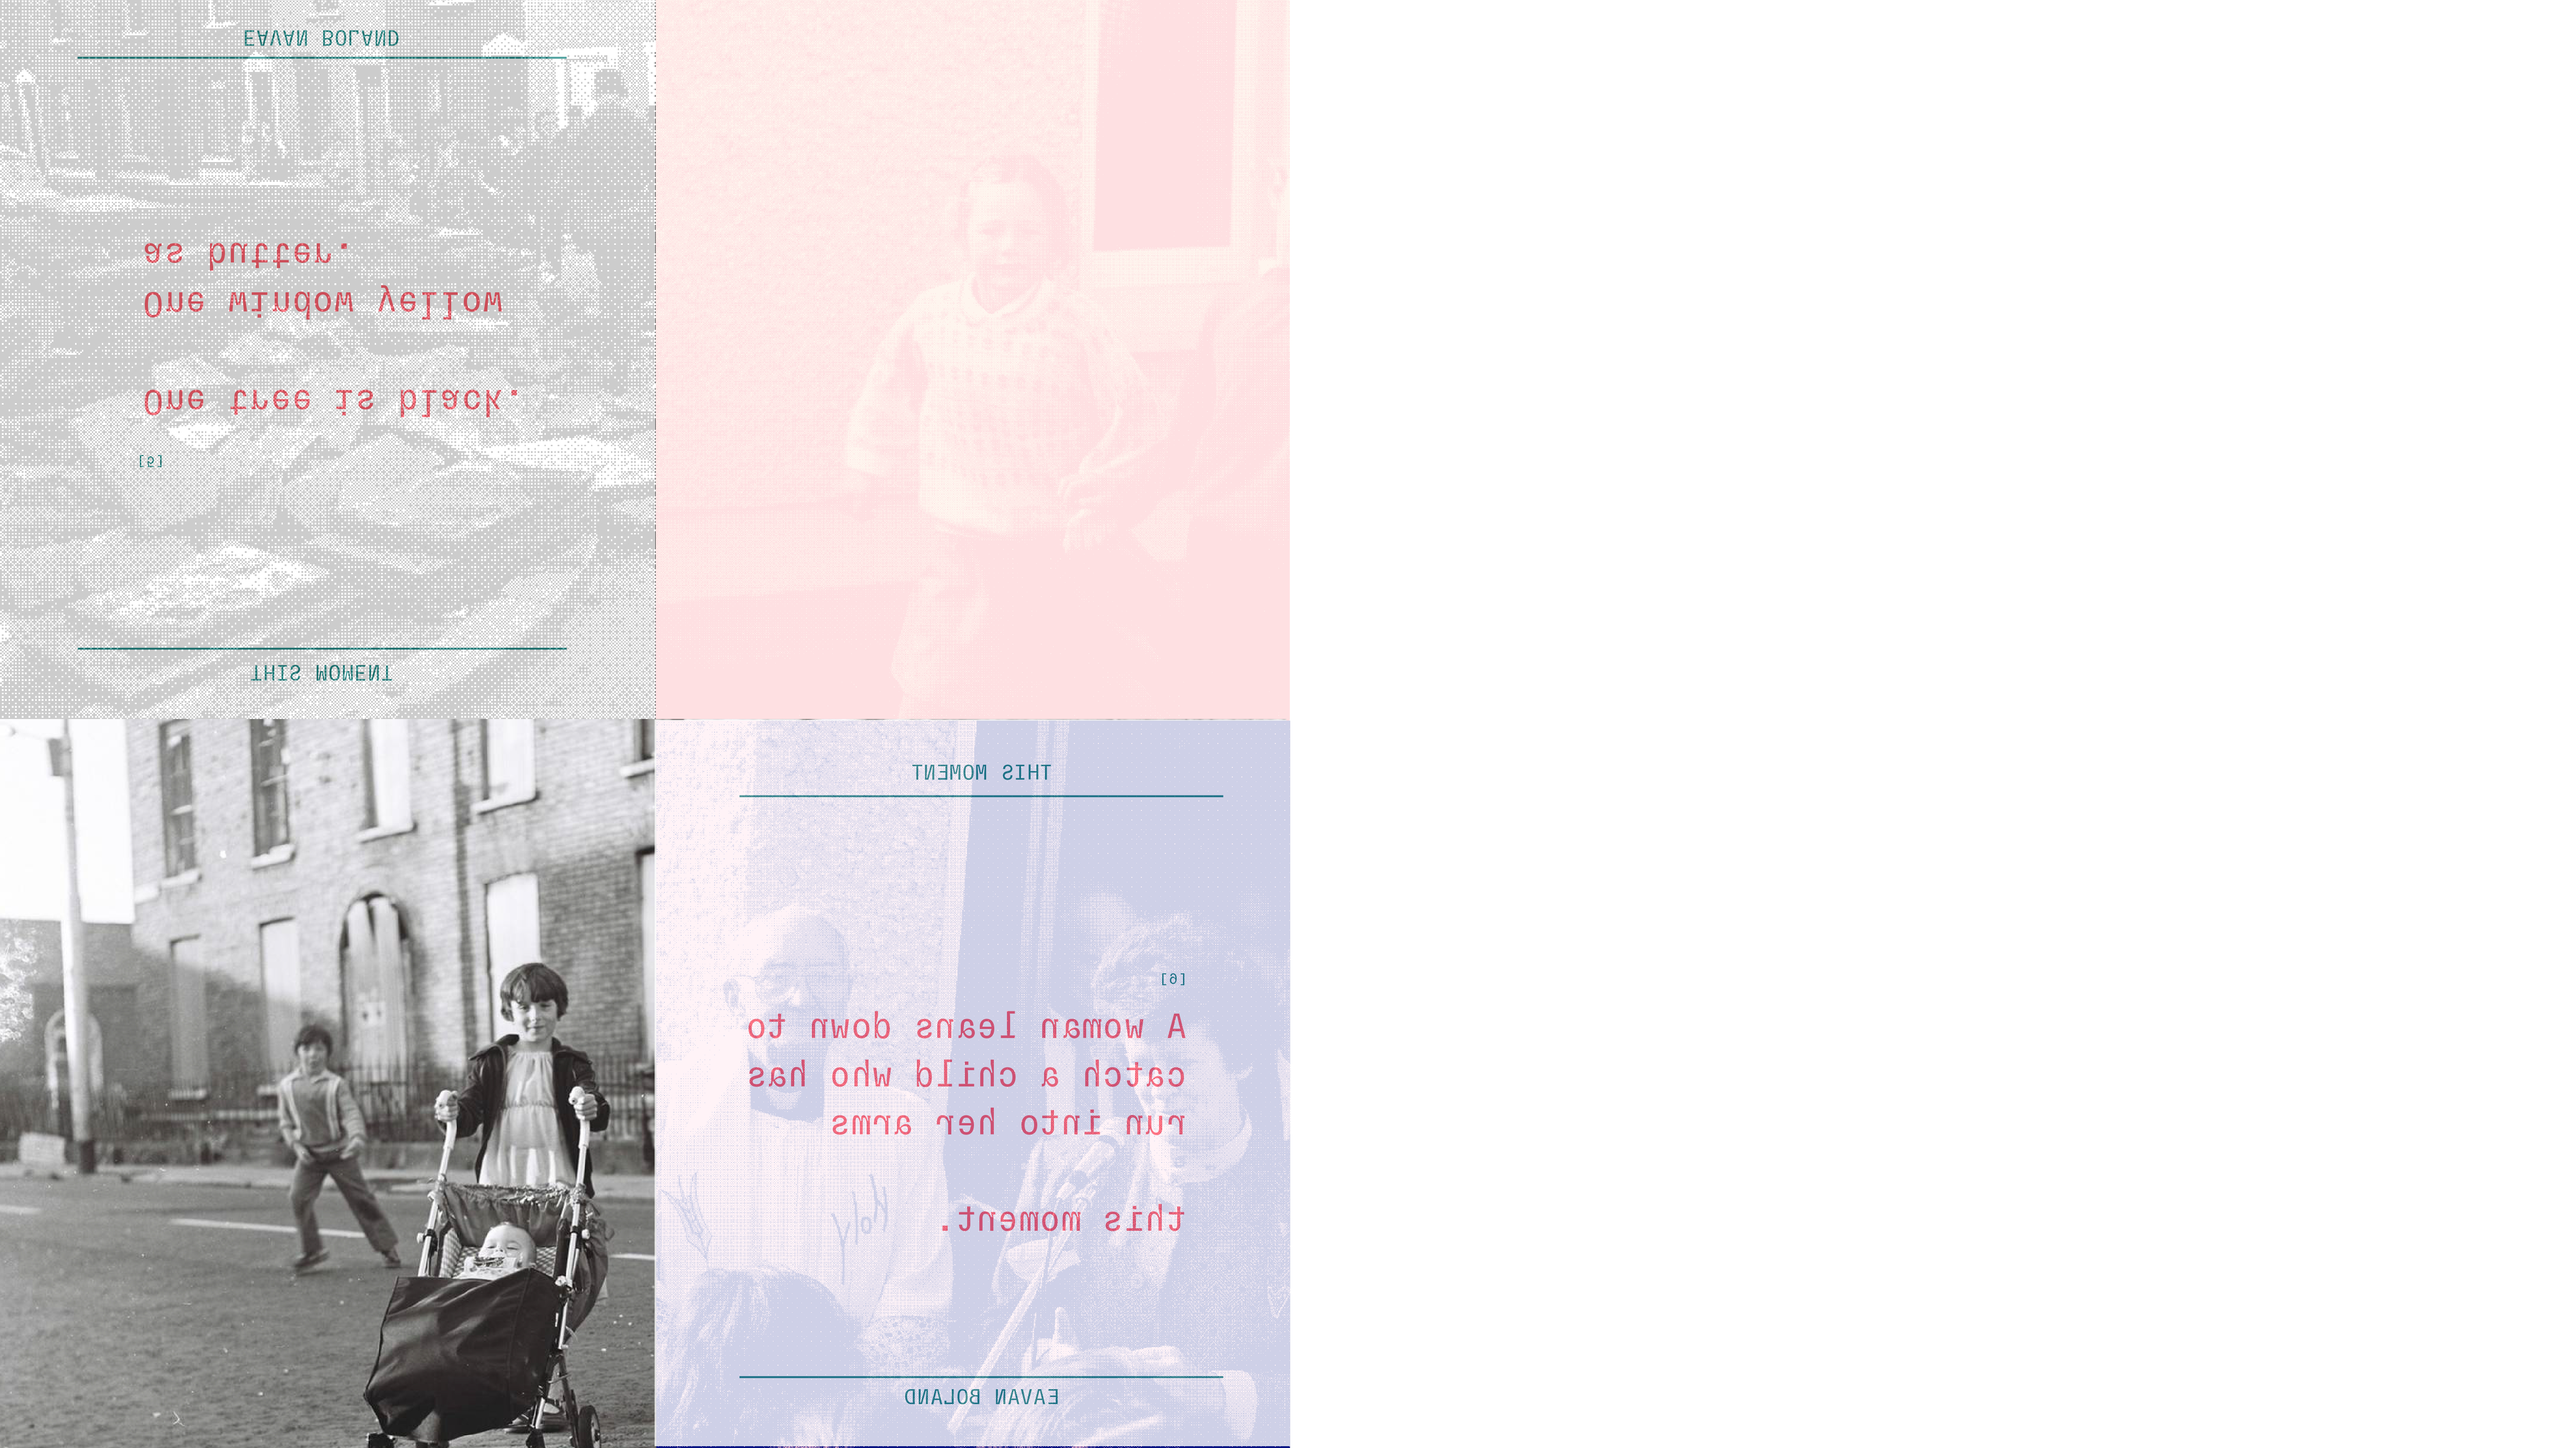 THIS MOMENT
[5]
One tree is black.
One window yellow
as butter.
EAVAN BOLAND
THIS MOMENT
[6]
A woman leans down to
catch a child who has
run into her arms
this moment.
EAVAN BOLAND